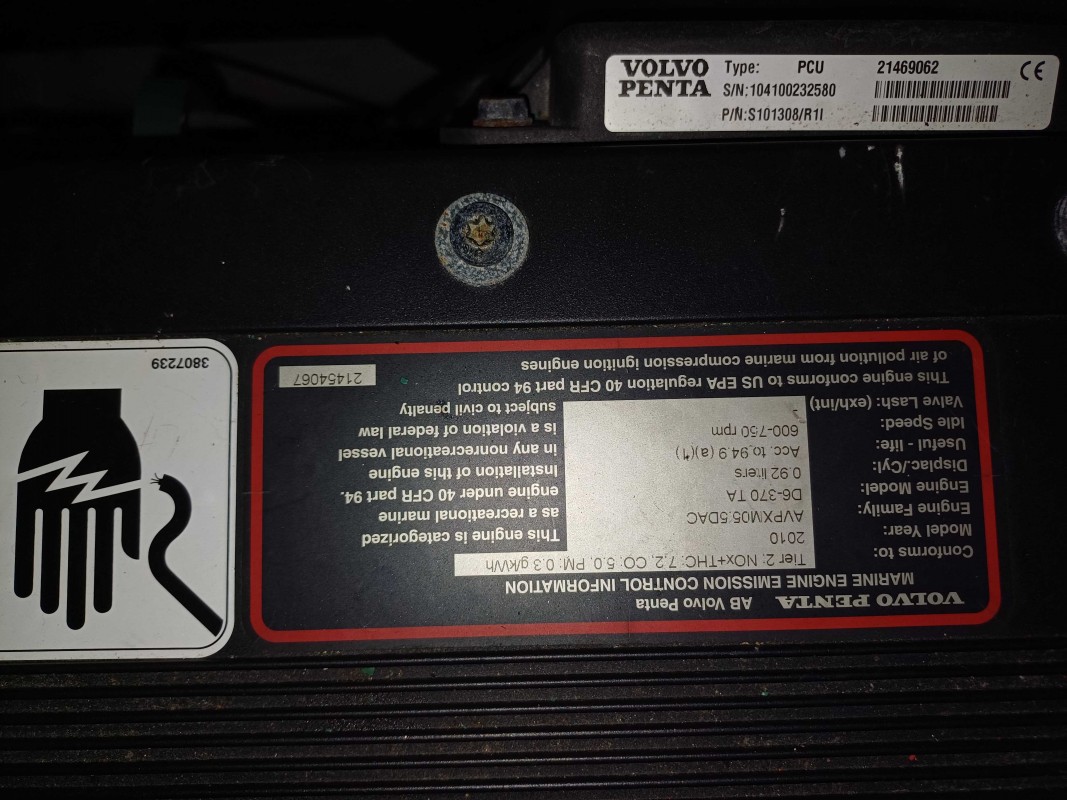 VOLVO PENTA
Type: PCU 21469062 CE
S/N:104100232580
P/N:S101308/R1I
3807239
VOLVO PENTA AB Volvo Penta
MARINE ENGINE EMISSION CONTROL INFORMATION
Conforms to: Tier 2: NOX+THC: 7.2, CO: 5.0, PM: 0.3 g/kWh
Model Year: 2010
Engine Family: AVPXM05.5DAC
Engine Model: D6-370 TA
Displac/Cyl: 0.92 liters
Useful - life: Acc to 94.9 (a)(1)
Idle Speed: 600-750 rpm
Valve Lash: (exh/int)
This engine is categorized
as a recreational marine
engine under 40 CFR part 94.
Installation of this engine
in any nonrecreational vessel
is a violation of federal law
subject to civil penalty
This engine conforms to US EPA regulation 40 CFR part 94 control
of air pollution from marine compression ignition engines
21454067